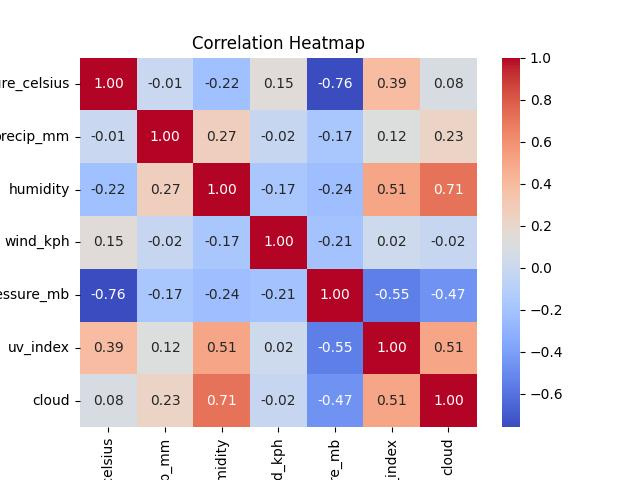 Correlation Heatmap
re_celsius 1.00 -0.01 -0.22 0.15 -0.76 0.39 0.08
recip_mm -0.01 1.00 0.27 -0.02 -0.17 0.12 0.23
humidity -0.22 0.27 1.00 -0.17 -0.24 0.51 0.71
wind_kph 0.15 -0.02 -0.17 1.00 -0.21 0.02 -0.02
essure_mb -0.76 -0.17 -0.24 -0.21 1.00 -0.55 -0.47
uv_index 0.39 0.12 0.51 0.02 -0.55 1.00 0.51
cloud 0.08 0.23 0.71 -0.02 -0.47 0.51 1.00
celsius
p_mm
midity
d_kph
re_mb
_index
cloud
1.0
0.8
0.6
0.4
0.2
0.0
−0.2
−0.4
−0.6